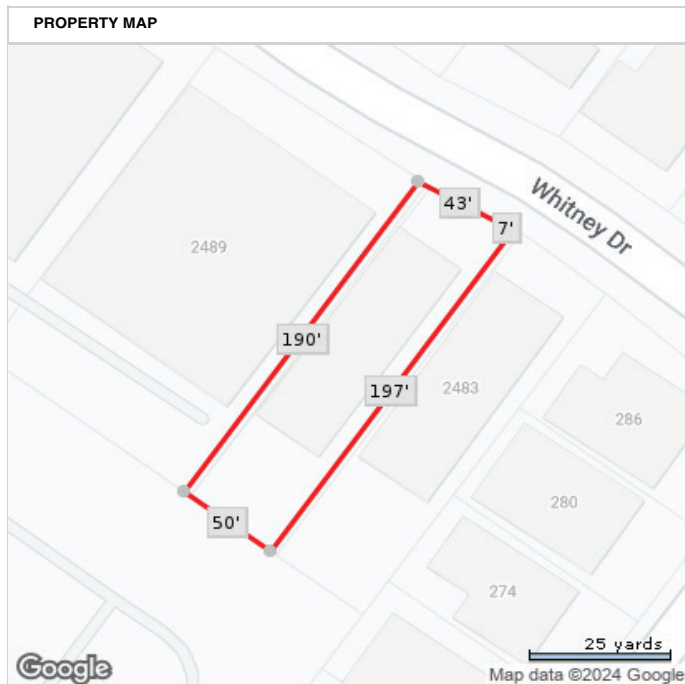 PROPERTY MAP
43'
7'
Whitney Dr
2489
190'
197'
2483
286
50'
280
274
25 yards
Google
Map data ©2024 Google